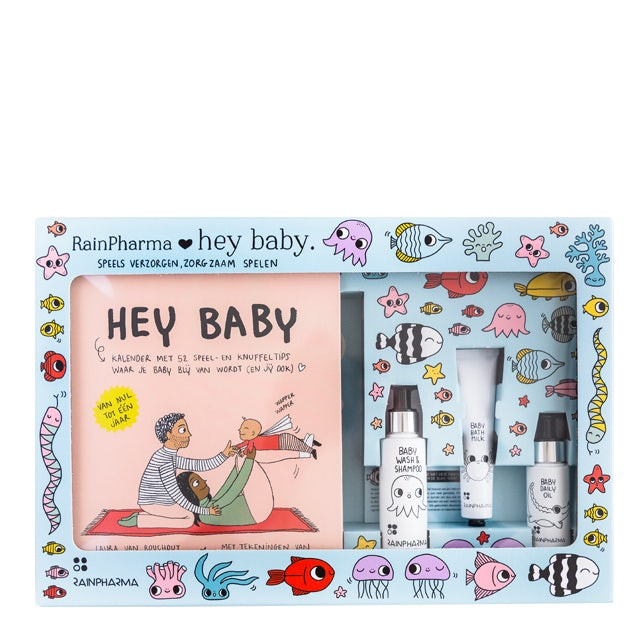 RainPharma ♥ hey baby.
SPEELS VERZORGEN, ZORGZAAM SPELEN
HEY BABY
KALENDER MET 52 SPEEL- EN KNUFFELTIPS
WAAR JE BABY BLIJ VAN WORDT (EN JIJ OOK)
VAN NUL
TOT ÉÉN
JAAR
WAPPER
WAPPER
LAURA VAN BOUCHOUT
MET TEKENINGEN VAN
BABY
WASH &
SHAMPOO
RAINPHARMA
BABY
BATH
MILK
RAINPHARMA
BABY
DAILY
OIL
RAINPHARMA
RAINPHARMA